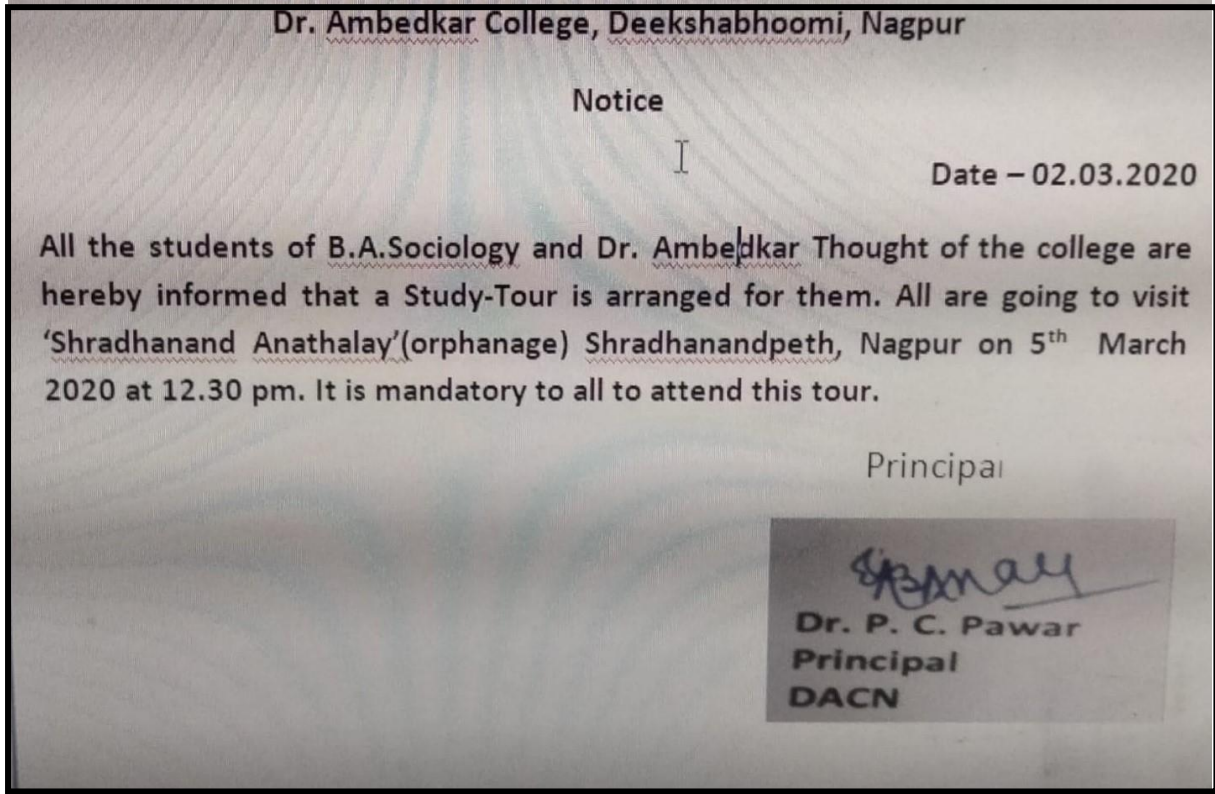 Dr. Ambedkar College, Deekshabhoomi, Nagpur
Notice
Date – 02.03.2020
All the students of B.A.Sociology and Dr. Ambedkar Thought of the college are
hereby informed that a Study-Tour is arranged for them. All are going to visit
‘Shradhanand Anathalay’(orphanage) Shradhanandpeth, Nagpur on 5th March
2020 at 12.30 pm. It is mandatory to all to attend this tour.
Principal
Dr. P. C. Pawar
Principal
DACN